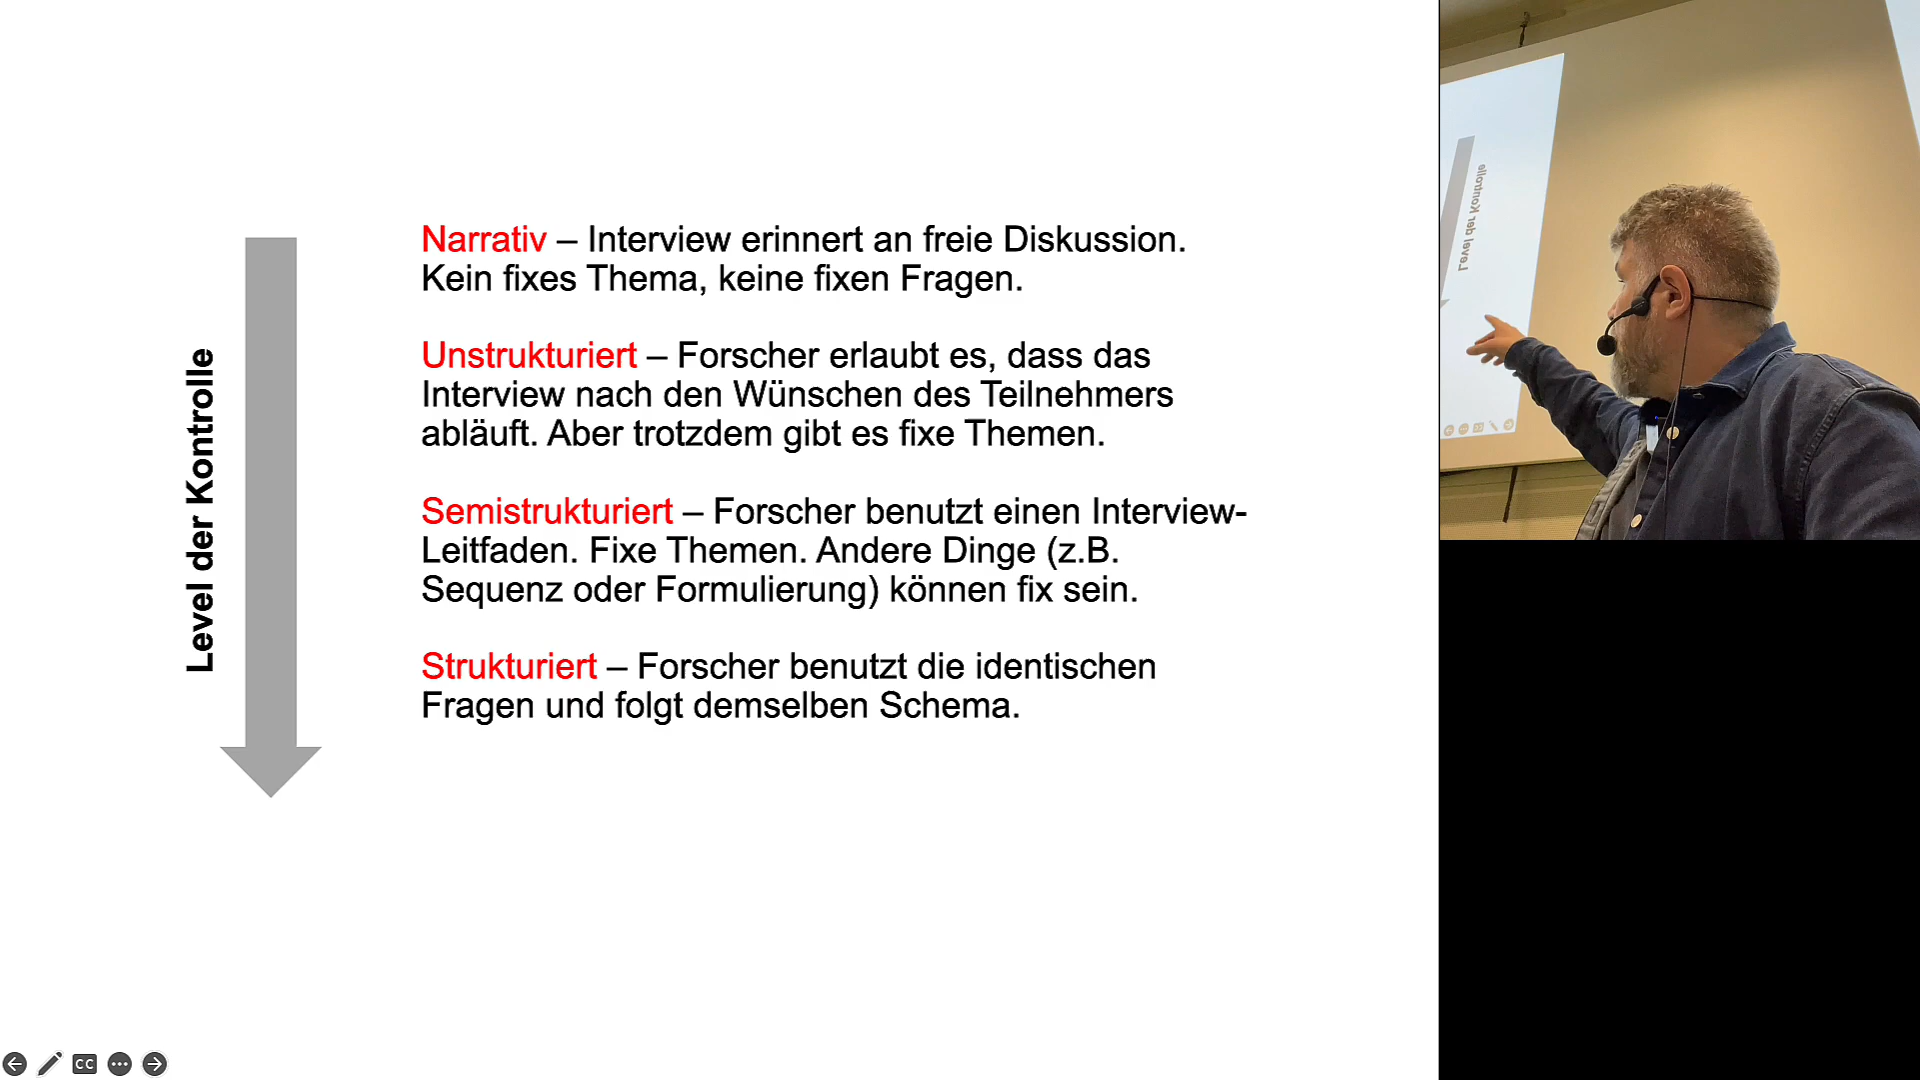 Level der Kontrolle
Narrativ – Interview erinnert an freie Diskussion.
Kein fixes Thema, keine fixen Fragen.
Unstrukturiert – Forscher erlaubt es, dass das
Interview nach den Wünschen des Teilnehmers
abläuft. Aber trotzdem gibt es fixe Themen.
Semistrukturiert – Forscher benutzt einen Interview-
Leitfaden. Fixe Themen. Andere Dinge (z.B.
Sequenz oder Formulierung) können fix sein.
Strukturiert – Forscher benutzt die identischen
Fragen und folgt demselben Schema.
Level der Kontrolle
CC